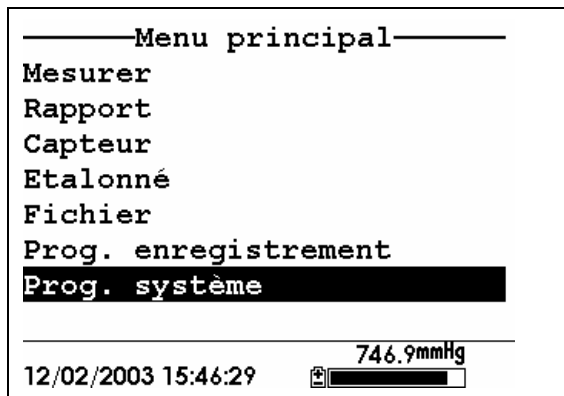 Menu principal
Mesurer
Rapport
Capteur
Etalonné
Fichier
Prog. enregistrement
Prog. système
746.9mmHg
12/02/2003 15:46:29